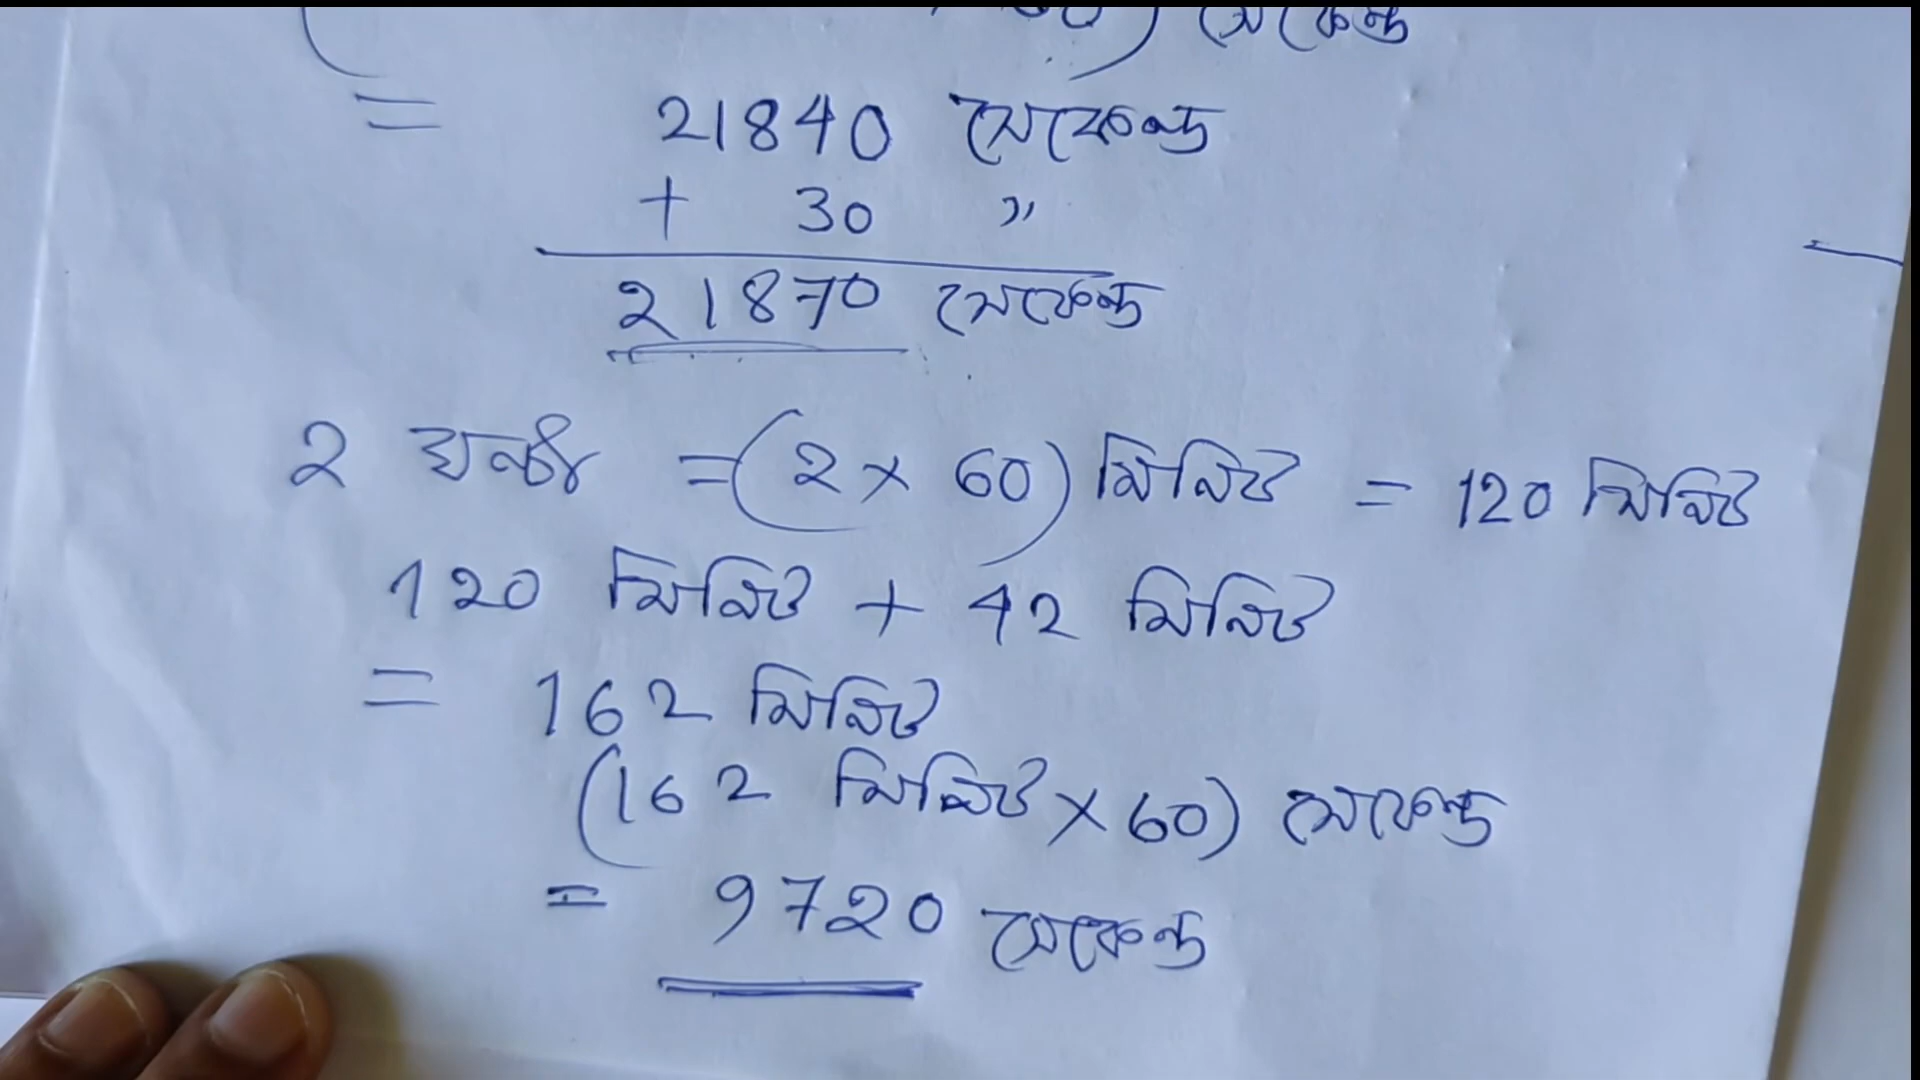 ) সেকেন্ড
= 21840 সেকেন্ড
+ 30 "
21870 সেকেন্ড
2 ঘন্টা = (2 × 60) মিনিট = 120 মিনিট
120 মিনিট + 42 মিনিট
= 162 মিনিট
(162 মিনিট × 60) সেকেন্ড
= 9720 সেকেন্ড